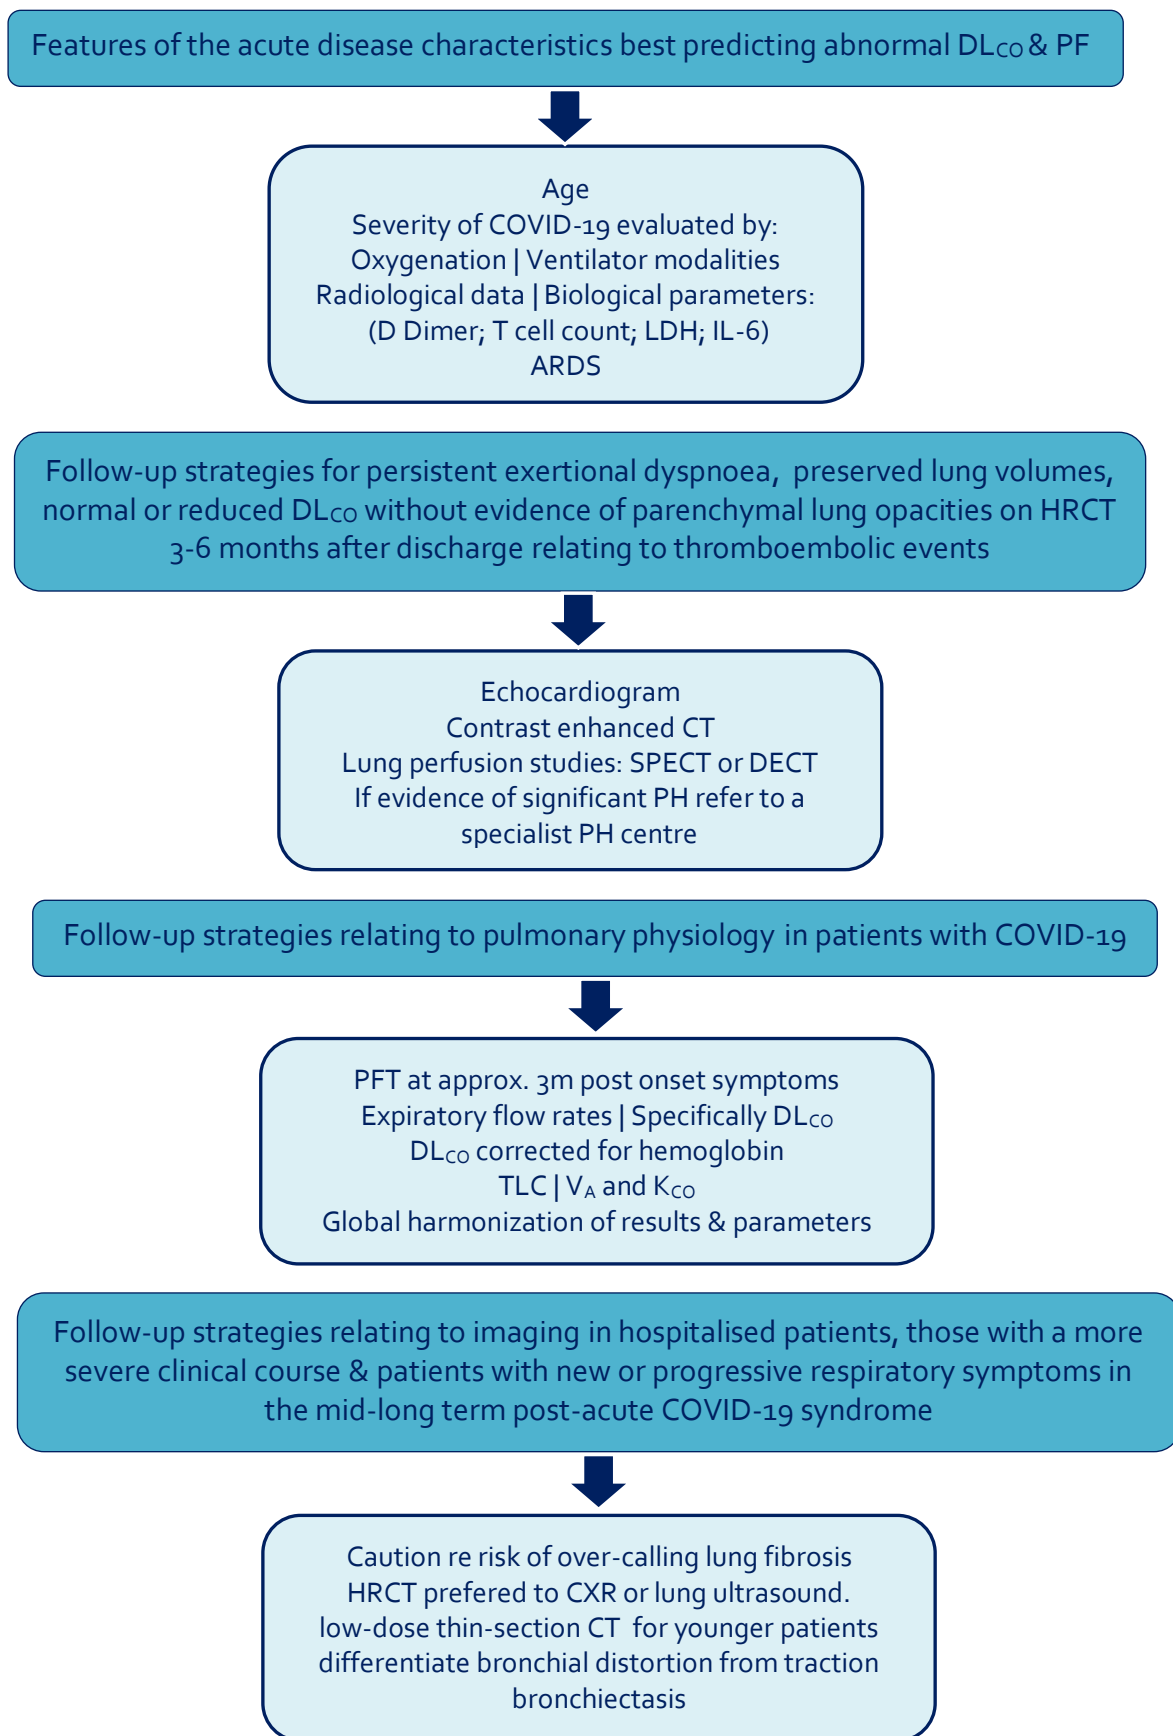 Features of the acute disease characteristics best predicting abnormal DLCO & PF
Age
Severity of COVID-19 evaluated by:
Oxygenation | Ventilator modalities
Radiological data | Biological parameters:
(D Dimer; T cell count; LDH; IL-6)
ARDS
Follow-up strategies for persistent exertional dyspnoea, preserved lung volumes,
normal or reduced DLCO without evidence of parenchymal lung opacities on HRCT
3-6 months after discharge relating to thromboembolic events
Echocardiogram
Contrast enhanced CT
Lung perfusion studies: SPECT or DECT
If evidence of significant PH refer to a
specialist PH centre
Follow-up strategies relating to pulmonary physiology in patients with COVID-19
PFT at approx. 3m post onset symptoms
Expiratory flow rates | Specifically DLCO
DLCO corrected for hemoglobin
TLC | VA and KCO
Global harmonization of results & parameters
Follow-up strategies relating to imaging in hospitalised patients, those with a more
severe clinical course & patients with new or progressive respiratory symptoms in
the mid-long term post-acute COVID-19 syndrome
Caution re risk of over-calling lung fibrosis
HRCT prefered to CXR or lung ultrasound.
low-dose thin-section CT for younger patients
differentiate bronchial distortion from traction
bronchiectasis